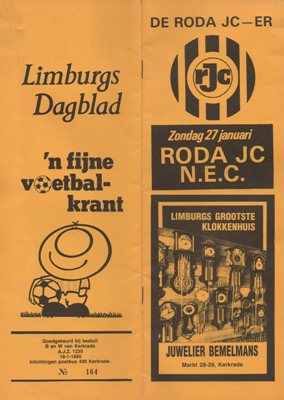 Limburgs
Dagblad
'n fijne
voetbal-
krant
Goedgekeurd bij besluit
B en W van Kerkrade
A.J.Z. 1235
18-1-1980
Inlichtingen postbus 400 Kerkrade.
№ 164
DE RODA JC—ER
RJC
Zondag 27 januari
RODA JC
N.E.C.
LIMBURGS GROOTSTE
KLOKKENHUIS
JUWELIER BEMELMANS
Markt 28-29, Kerkrade